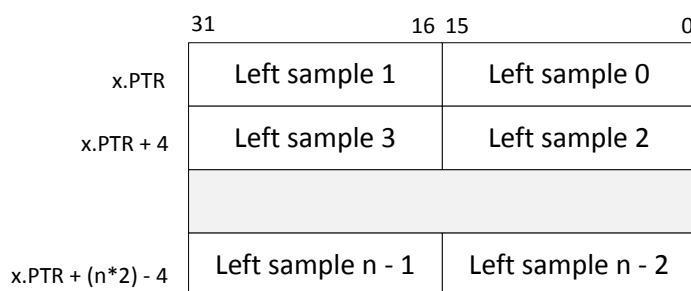 31 16 15 0
x.PTR Left sample 1 Left sample 0
x.PTR + 4 Left sample 3 Left sample 2
x.PTR + (n*2) - 4 Left sample n - 1 Left sample n - 2